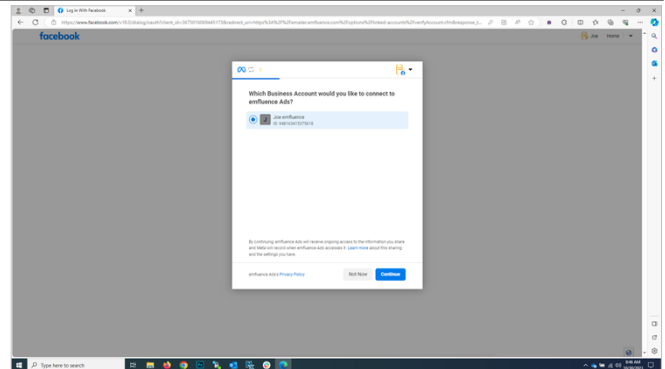 Log in With Facebook
facebook
Joe
Home
Which Business Account would you like to connect to
emfluence Ads?
J
Joe emfluence
By continuing, emfluence Ads will receive ongoing access to the information you share
and Meta will record when emfluence Ads accesses it. Learn more about this sharing
and the settings you have.
emfluence Ads's Privacy Policy
Not Now
Continue
Type here to search
8:46 AM